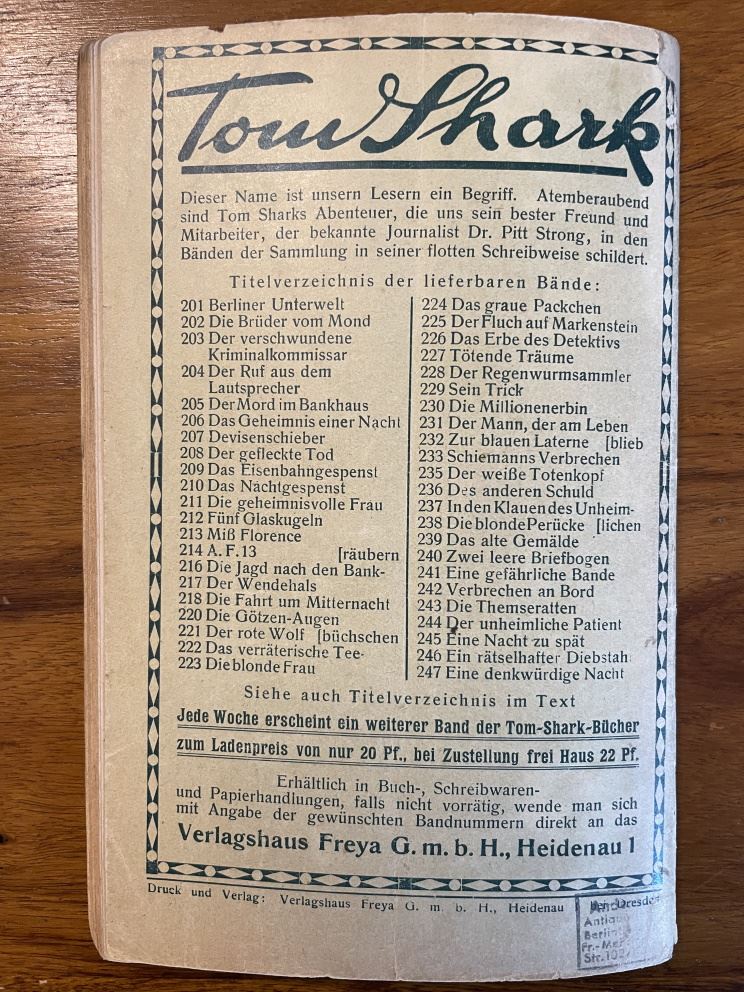 Tom Shark
Dieser Name ist unsern Lesern ein Begriff. Atemberaubend
sind Tom Sharks Abenteuer, die uns sein bester Freund und
Mitarbeiter, der bekannte Journalist Dr. Pitt Strong, in den
Bänden der Sammlung in seiner flotten Schreibweise schildert.
Titelverzeichnis der lieferbaren Bände:
201 Berliner Unterwelt
202 Die Brüder vom Mond
203 Der verschwundene
Kriminalkommissar
204 Der Ruf aus dem
Lautsprecher
205 Der Mord im Bankhaus
206 Das Geheimnis einer Nacht
207 Devisenschieber
208 Der gefleckte Tod
209 Das Eisenbahngespenst
210 Das Nachtgespenst
211 Die geheimnisvolle Frau
212 Fünf Glaskugeln
213 Miß Florence
214 A. F. 13 [räubern
216 Die Jagd nach den Bank-
217 Der Wendehals
218 Die Fahrt um Mitternacht
220 Die Götzen-Augen
221 Der rote Wolf [büchschen
222 Das verräterische Tee-
223 Die blonde Frau
224 Das graue Packchen
225 Der Fluch auf Markenstein
226 Das Erbe des Detektivs
227 Tötende Träume
228 Der Regenwurmsammler
229 Sein Trick
230 Die Millionenerbin
231 Der Mann, der am Leben
232 Zur blauen Laterne [blieb
233 Schiemanns Verbrechen
235 Der weiße Totenkopf
236 Des anderen Schuld
237 In den Klauen des Unheim-
238 Die blonde Perücke [lichen
239 Das alte Gemälde
240 Zwei leere Briefbogen
241 Eine gefährliche Bande
242 Verbrechen an Bord
243 Die Themseratten
244 Der unheimliche Patient
245 Eine Nacht zu spät
246 Ein rätselhafter Diebstah
247 Eine denkwürdige Nacht
Siehe auch Titelverzeichnis im Text
Jede Woche erscheint ein weiterer Band der Tom-Shark-Bücher
zum Ladenpreis von nur 20 Pf., bei Zustellung frei Haus 22 Pf.
Erhältlich in Buch-, Schreibwaren-
und Papierhandlungen, falls nicht vorrätig, wende man sich
mit Angabe der gewünschten Bandnummern direkt an das
Verlagshaus Freya G. m. b. H., Heidenau 1
Druck und Verlag: Verlagshaus Freya G. m. b. H., Heidenau bei Dresden
Str. 102